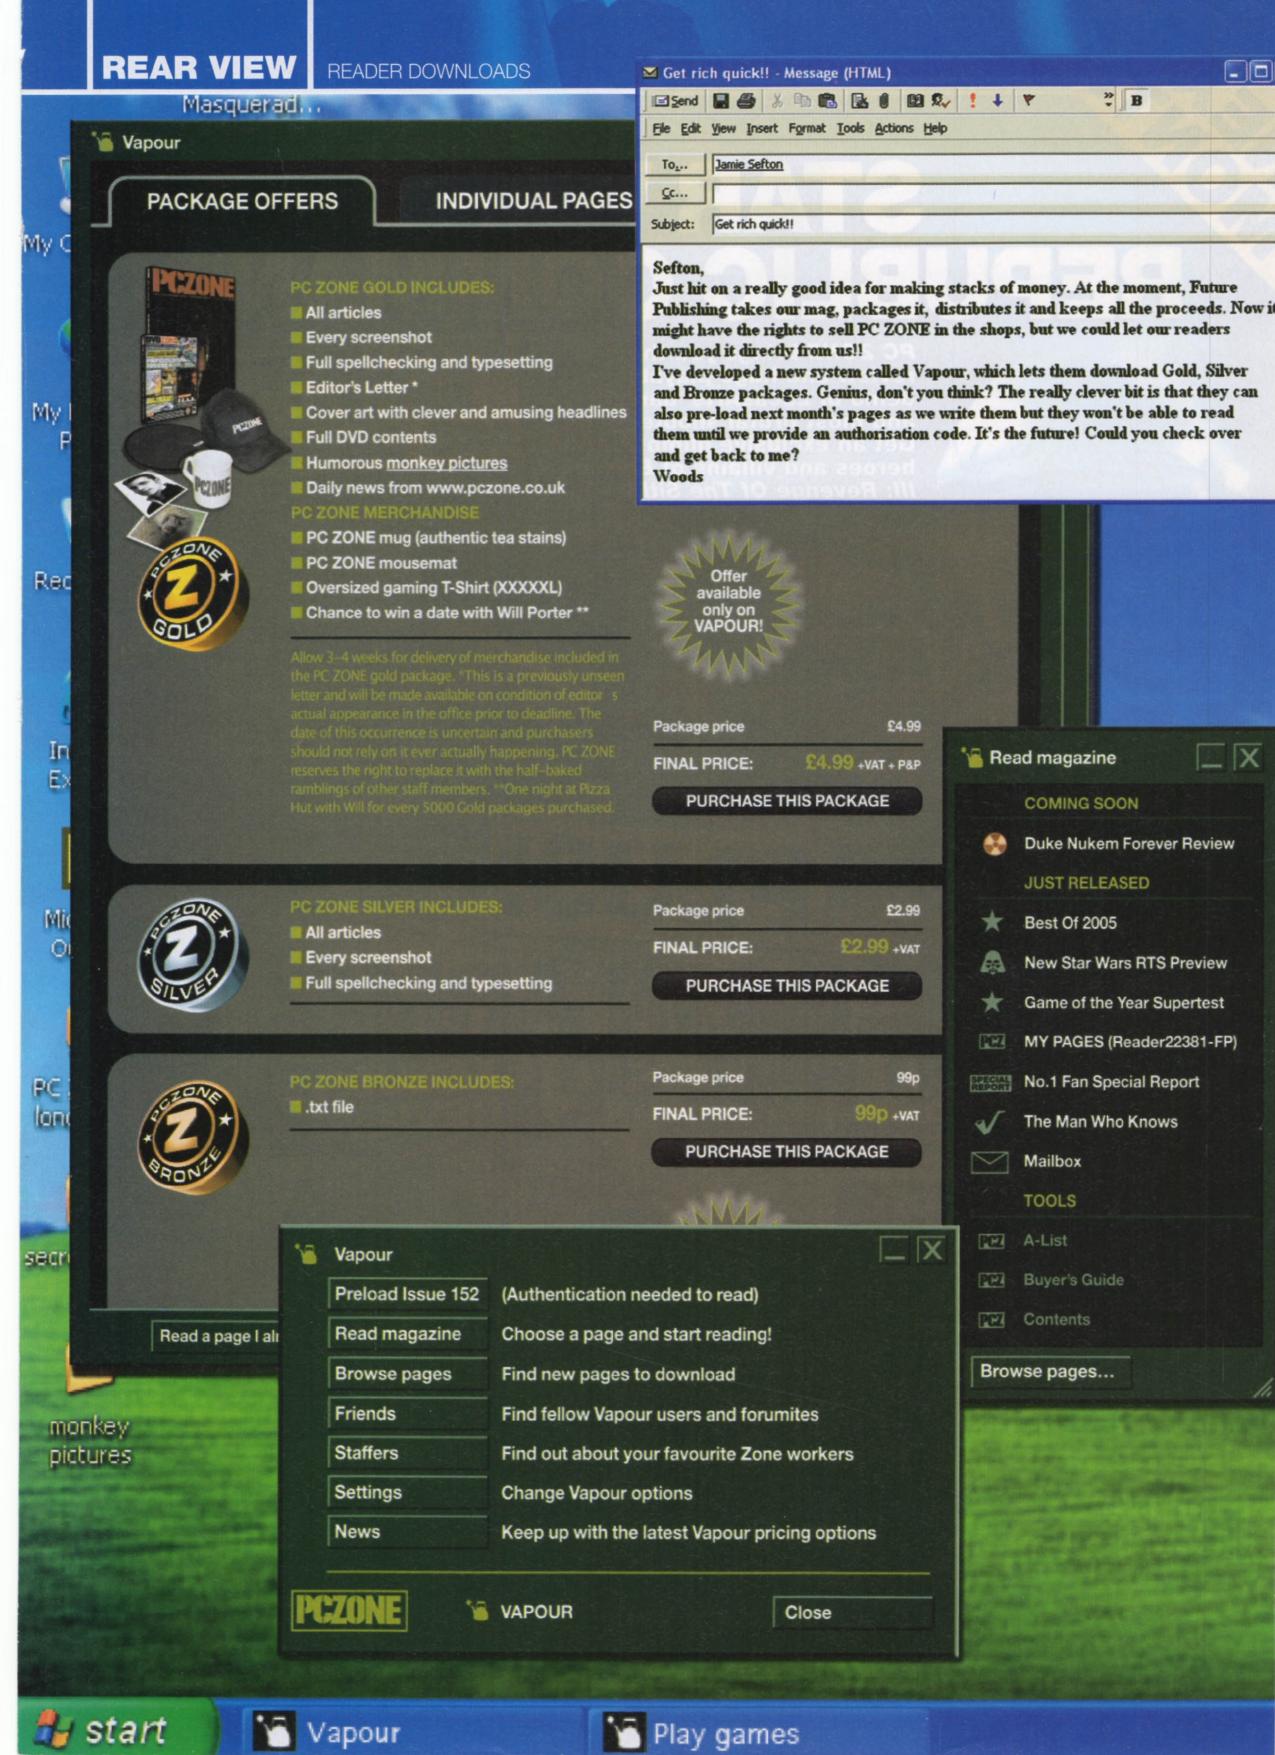 REAR VIEW
READER DOWNLOADS
Masquerad...
Vapour
PACKAGE OFFERS
INDIVIDUAL PAGES
PC ZONE GOLD INCLUDES:
All articles
Every screenshot
Full spellchecking and typesetting
Editor's Letter *
Cover art with clever and amusing headlines
Full DVD contents
Humorous monkey pictures
Daily news from www.pczone.co.uk
PC ZONE MERCHANDISE
PC ZONE mug (authentic tea stains)
PC ZONE mousemat
Oversized gaming T-Shirt (XXXXXL)
Chance to win a date with Will Porter **
Allow 3-4 weeks for delivery of merchandise included in
the PC ZONE gold package. *This is a previously unseen
letter and will be made available on condition of editor s
actual appearance in the office prior to deadline. The
date of this occurrence is uncertain and purchasers
should not rely on it ever actually happening. PC ZONE
reserves the right to replace it with the half-baked
ramblings of other staff members. **One night at Pizza
Hut with Will for every 5000 Gold packages purchased.
PCZONE
PCZONE
PCZONE
PCZONE
Z
GOLD
Offer
available
only on
VAPOUR!
Package price £4.99
FINAL PRICE: £4.99 +VAT + P&P
PURCHASE THIS PACKAGE
PCZONE
Z
SILVER
PC ZONE SILVER INCLUDES:
All articles
Every screenshot
Full spellchecking and typesetting
Package price £2.99
FINAL PRICE: £2.99 +VAT
PURCHASE THIS PACKAGE
PCZONE
Z
BRONZE
PC ZONE BRONZE INCLUDES:
.txt file
Package price 99p
FINAL PRICE: 99p +VAT
PURCHASE THIS PACKAGE
Read a page I alr
Get rich quick!! - Message (HTML)
Send
B
File Edit View Insert Format Tools Actions Help
To... Jamie Sefton
Cc...
Subject: Get rich quick!!
Sefton,
Just hit on a really good idea for making stacks of money. At the moment, Future
Publishing takes our mag, packages it, distributes it and keeps all the proceeds. Now it
might have the rights to sell PC ZONE in the shops, but we could let our readers
download it directly from us!!
I've developed a new system called Vapour, which lets them download Gold, Silver
and Bronze packages. Genius, don't you think? The really clever bit is that they can
also pre-load next month's pages as we write them but they won't be able to read
them until we provide an authorisation code. It's the future! Could you check over
and get back to me?
Woods
Read magazine
COMING SOON
Duke Nukem Forever Review
JUST RELEASED
Best Of 2005
New Star Wars RTS Preview
Game of the Year Supertest
PCZ MY PAGES (Reader22381-FP)
SPECIAL REPORT No.1 Fan Special Report
The Man Who Knows
Mailbox
TOOLS
PCZ A-List
PCZ Buyer's Guide
PCZ Contents
Browse pages...
Vapour
Preload Issue 152 (Authentication needed to read)
Read magazine Choose a page and start reading!
Browse pages Find new pages to download
Friends Find fellow Vapour users and forumites
Staffers Find out about your favourite Zone workers
Settings Change Vapour options
News Keep up with the latest Vapour pricing options
PCZONE VAPOUR Close
My
My
P
Rec
In
Ex
Mic
PC
long
secr
monkey
pictures
start
Vapour
Play games